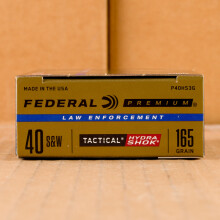 MADE IN THE USA P40HS3G
FEDERAL PREMIUM
LAW ENFORCEMENT
40 S&W TACTICAL® HYDRA SHOK® 165 GRAIN